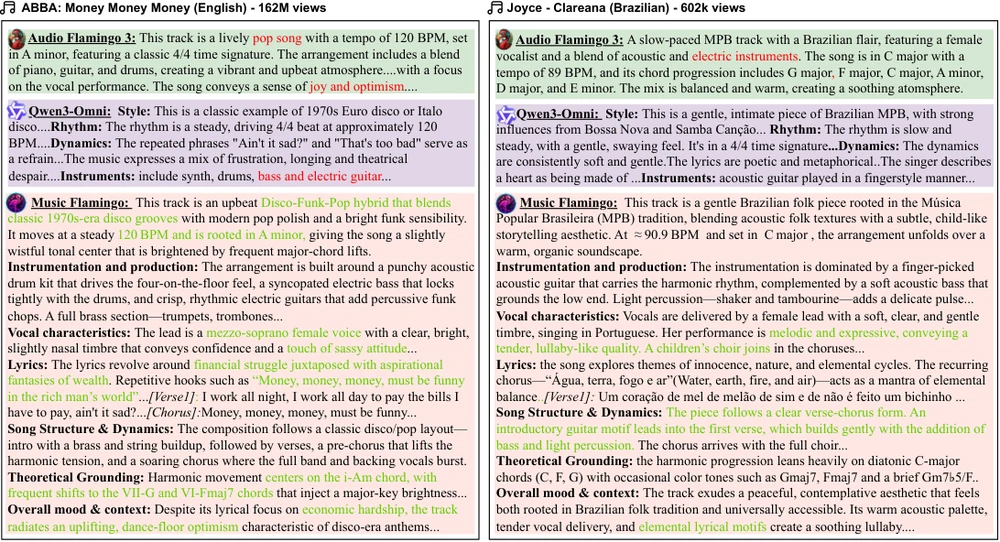 ABBA: Money Money Money (English) - 162M views
Audio Flamingo 3: This track is a lively pop song with a tempo of 120 BPM, set
in A minor, featuring a classic 4/4 time signature. The arrangement includes a blend
of piano, guitar, and drums, creating a vibrant and upbeat atmosphere....with a focus
on the vocal performance. The song conveys a sense of joy and optimism....
Qwen3-Omni: Style: This is a classic example of 1970s Euro disco or Italo
disco....Rhythm: The rhythm is a steady, driving 4/4 beat at approximately 120
BPM....Dynamics: The repeated phrases "Ain't it sad?" and "That's too bad" serve as
a refrain...The music expresses a mix of frustration, longing and theatrical
despair....Instruments: include synth, drums, bass and electric guitar...
Music Flamingo: This track is an upbeat Disco-Funk-Pop hybrid that blends
classic 1970s-era disco grooves with modern pop polish and a bright funk sensibility.
It moves at a steady 120 BPM and is rooted in A minor, giving the song a slightly
wistful tonal center that is brightened by frequent major-chord lifts.
Instrumentation and production: The arrangement is built around a punchy acoustic
drum kit that drives the four-on-the-floor feel, a syncopated electric bass that locks
tightly with the drums, and crisp, rhythmic electric guitars that add percussive funk
chops. A full brass section—trumpets, trombones...
Vocal characteristics: The lead is a mezzo-soprano female voice with a clear, bright,
slightly nasal timbre that conveys confidence and a touch of sassy attitude...
Lyrics: The lyrics revolve around financial struggle juxtaposed with aspirational
fantasies of wealth. Repetitive hooks such as “Money, money, money, must be funny
in the rich man’s world”...[Verse1]: I work all night, I work all day to pay the bills I
have to pay, ain't it sad?...[Chorus]:Money, money, money, must be funny...
Song Structure & Dynamics: The composition follows a classic disco/pop layout—
intro with a brass and string buildup, followed by verses, a pre-chorus that lifts the
harmonic tension, and a soaring chorus where the full band and backing vocals burst.
Theoretical Grounding: Harmonic movement centers on the i-Am chord, with
frequent shifts to the VII-G and VI-Fmaj7 chords that inject a major-key brightness...
Overall mood & context: Despite its lyrical focus on economic hardship, the track
radiates an uplifting, dance-floor optimism characteristic of disco-era anthems...
Joyce - Clareana (Brazilian) - 602k views
Audio Flamingo 3: A slow-paced MPB track with a Brazilian flair, featuring a female
vocalist and a blend of acoustic and electric instruments. The song is in C major with a
tempo of 89 BPM, and its chord progression includes G major, F major, C major, A minor,
D major, and E minor. The mix is balanced and warm, creating a soothing atmosphere.
Qwen3-Omni: Style: This is a gentle, intimate piece of Brazilian MPB, with strong
influences from Bossa Nova and Samba Canção... Rhythm: The rhythm is slow and
steady, with a gentle, swaying feel. It's in a 4/4 time signature...Dynamics: The dynamics
are consistently soft and gentle.The lyrics are poetic and metaphorical..The singer describes
a heart as being made of ...Instruments: acoustic guitar played in a fingerstyle manner...
Music Flamingo: This track is a gentle Brazilian folk piece rooted in the Música
Popular Brasileira (MPB) tradition, blending acoustic folk textures with a subtle, child-like
storytelling aesthetic. At ≈90.9 BPM and set in C major , the arrangement unfolds over a
warm, organic soundscape.
Instrumentation and production: The instrumentation is dominated by a finger-picked
acoustic guitar that carries the harmonic rhythm, complemented by a soft acoustic bass that
grounds the low end. Light percussion—shaker and tambourine—adds a delicate pulse...
Vocal characteristics: Vocals are delivered by a female lead with a soft, clear, and gentle
timbre, singing in Portuguese. Her performance is melodic and expressive, conveying a
tender, lullaby-like quality. A children’s choir joins in the choruses...
Lyrics: the song explores themes of innocence, nature, and elemental cycles. The recurring
chorus—“Água, terra, fogo e ar”(Water, earth, fire, and air)—acts as a mantra of elemental
balance. [Verse1]: Um coração de mel de melão de sim e de não é feito um bichinho ...
Song Structure & Dynamics: The piece follows a clear verse-chorus form. An
introductory guitar motif leads into the first verse, which builds gently with the addition of
bass and light percussion. The chorus arrives with the full choir...
Theoretical Grounding: the harmonic progression leans heavily on diatonic C-major
chords (C, F, G) with occasional color tones such as Gmaj7, Fmaj7 and a brief Gm7♭5/F..
Overall mood & context: The track exudes a peaceful, contemplative aesthetic that feels
both rooted in Brazilian folk tradition and universally accessible. Its warm acoustic palette,
tender vocal delivery, and elemental lyrical motifs create a soothing lullaby....